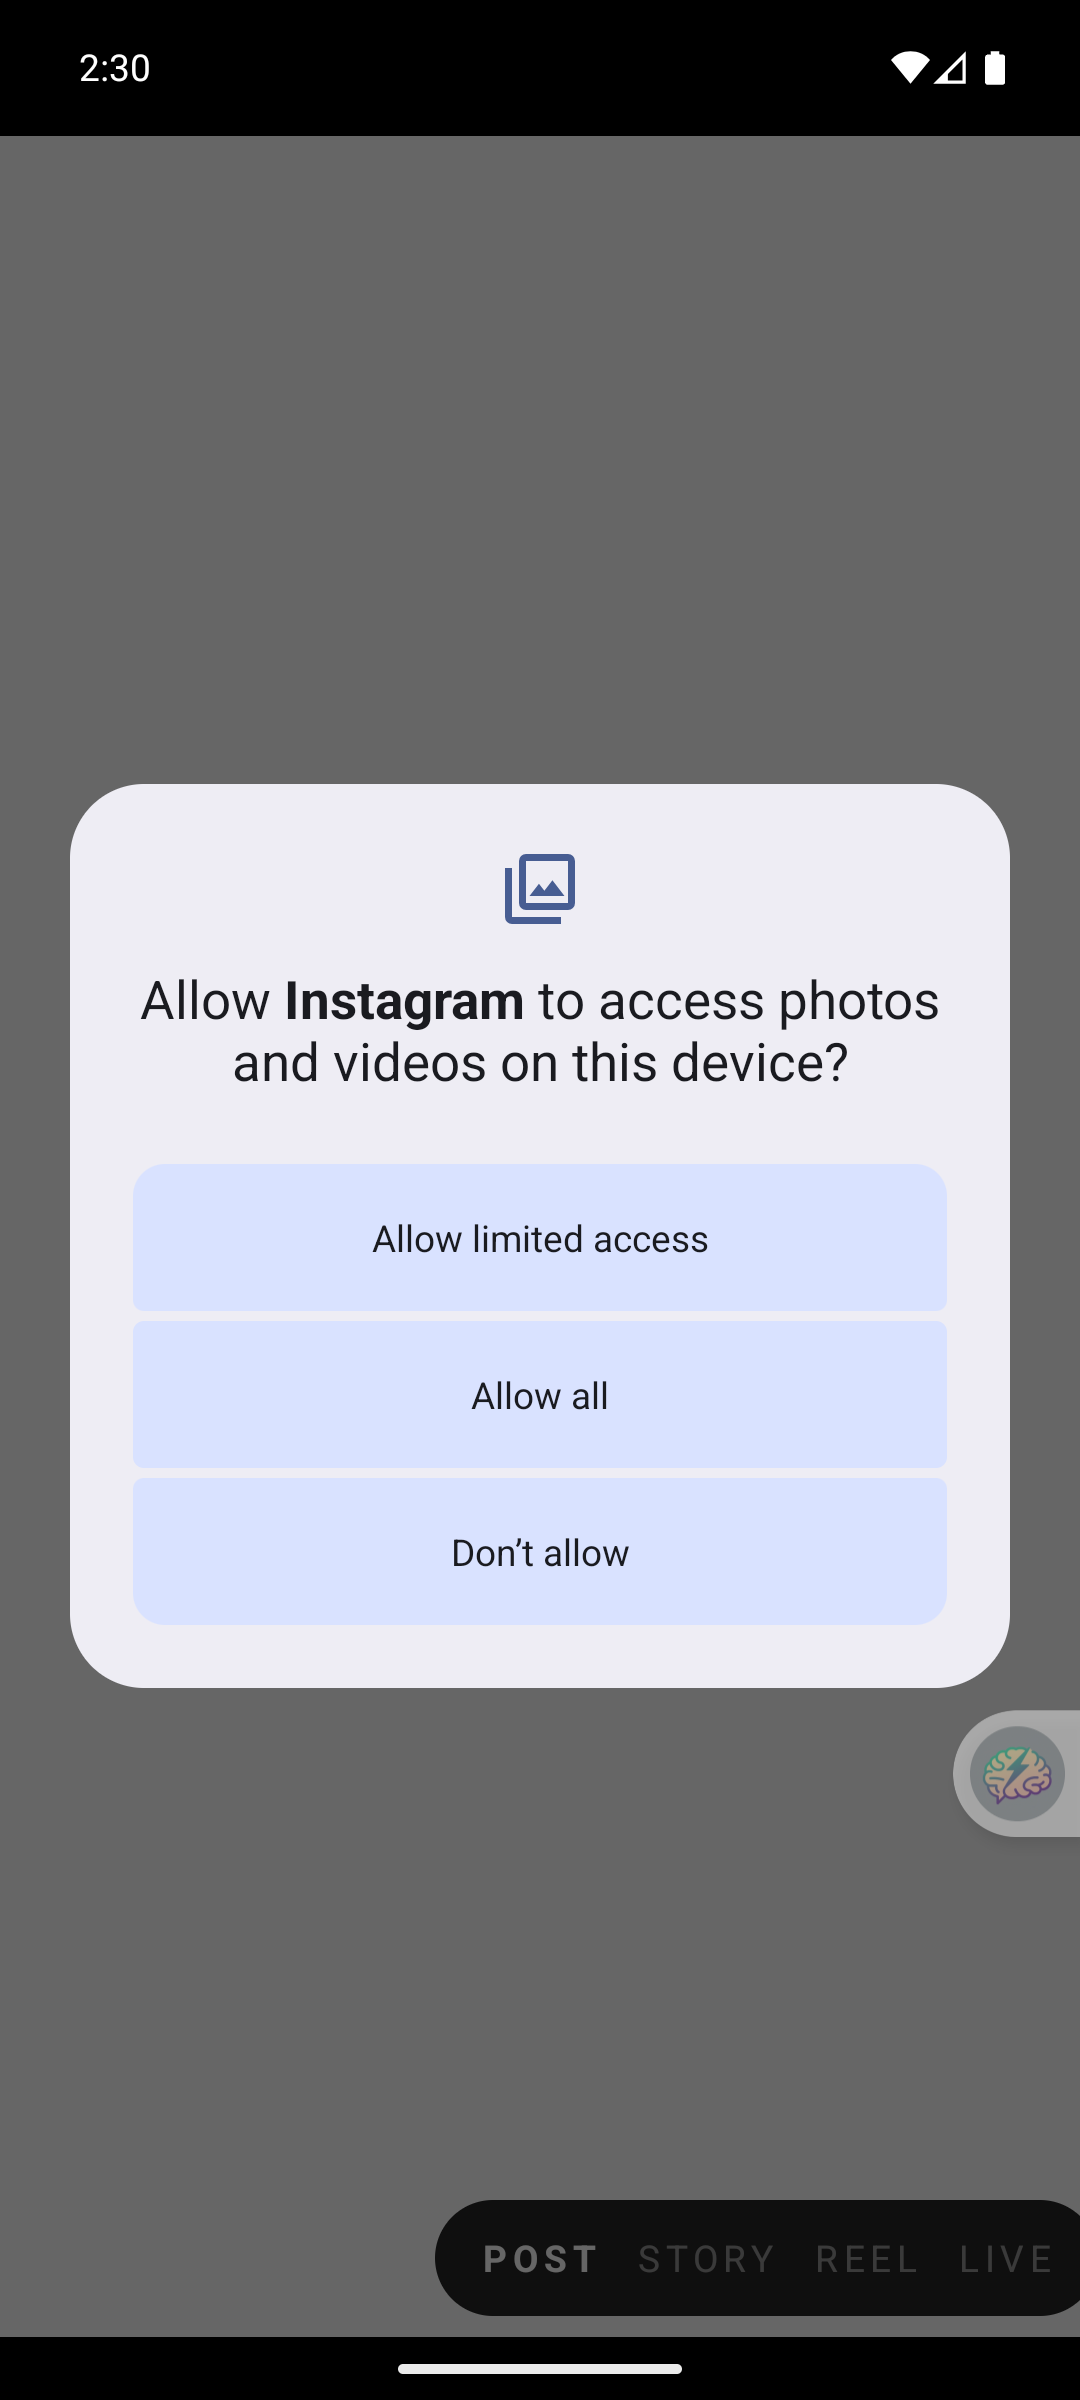 2:30
Allow Instagram to access photos
and videos on this device?
Allow limited access
Allow all
Don’t allow
POST STORY REEL LIVE